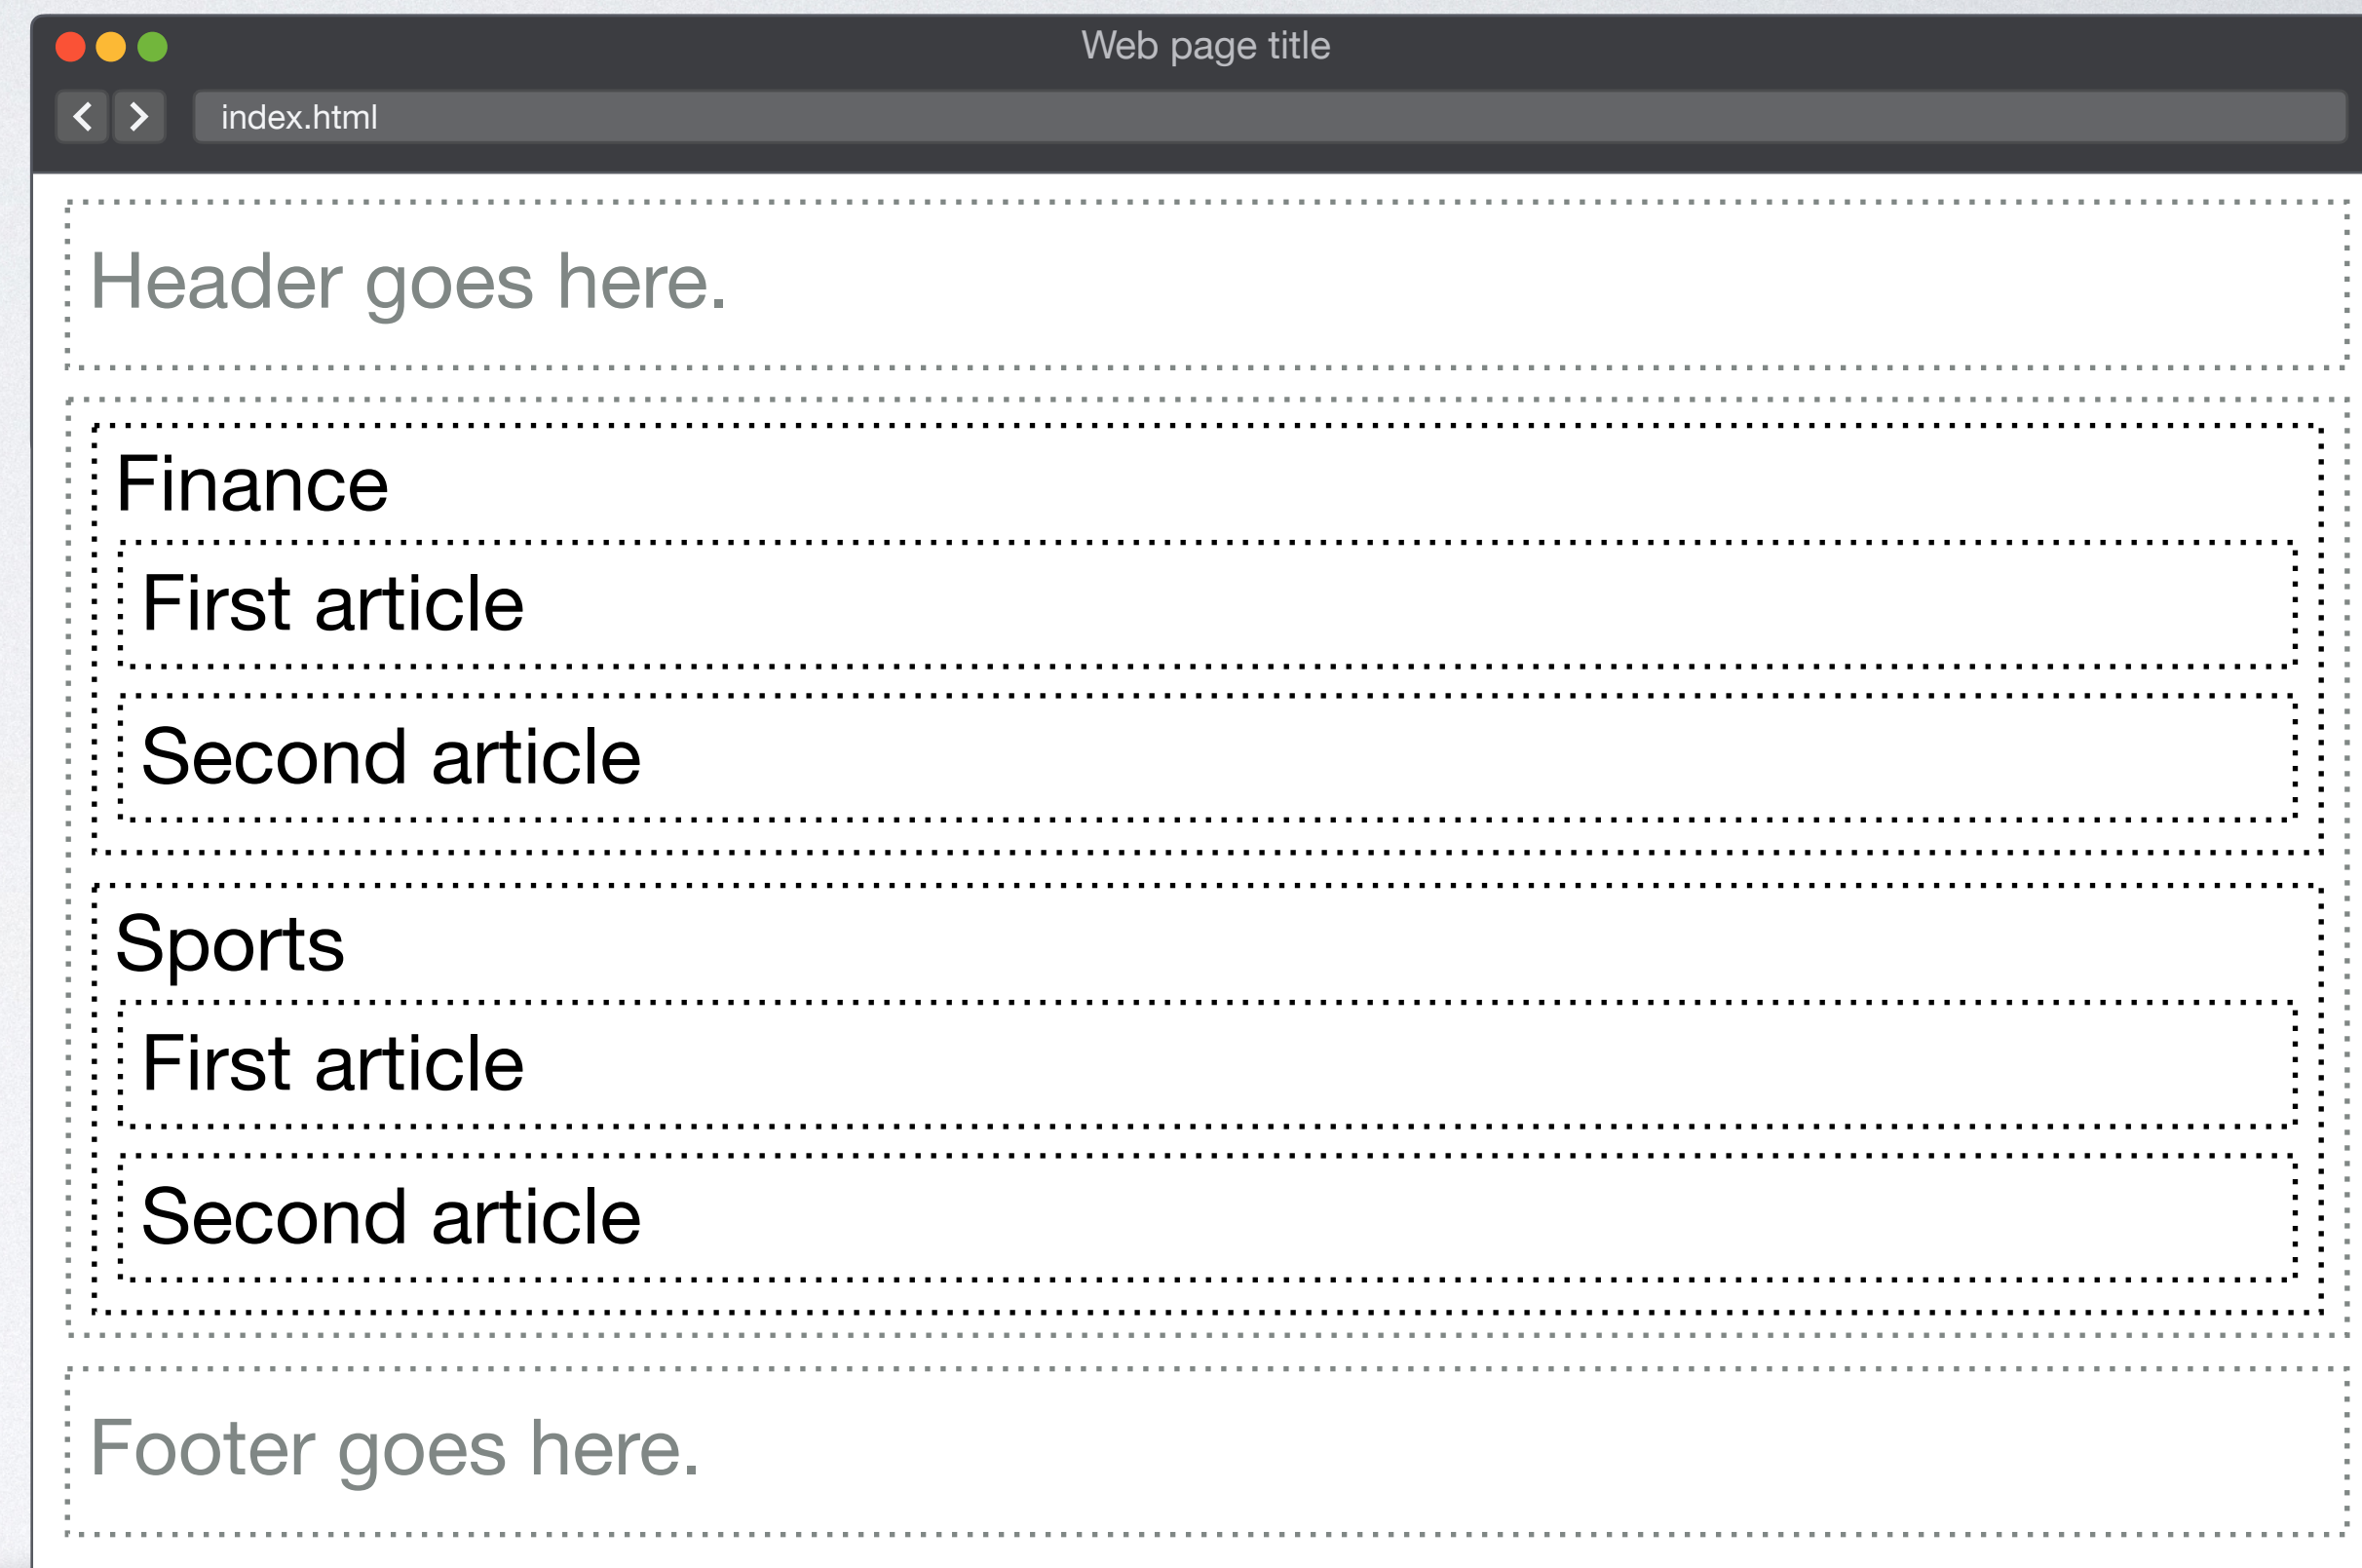 Web page title
index.html
Header goes here.
Finance
First article
Second article
Sports
First article
Second article
Footer goes here.